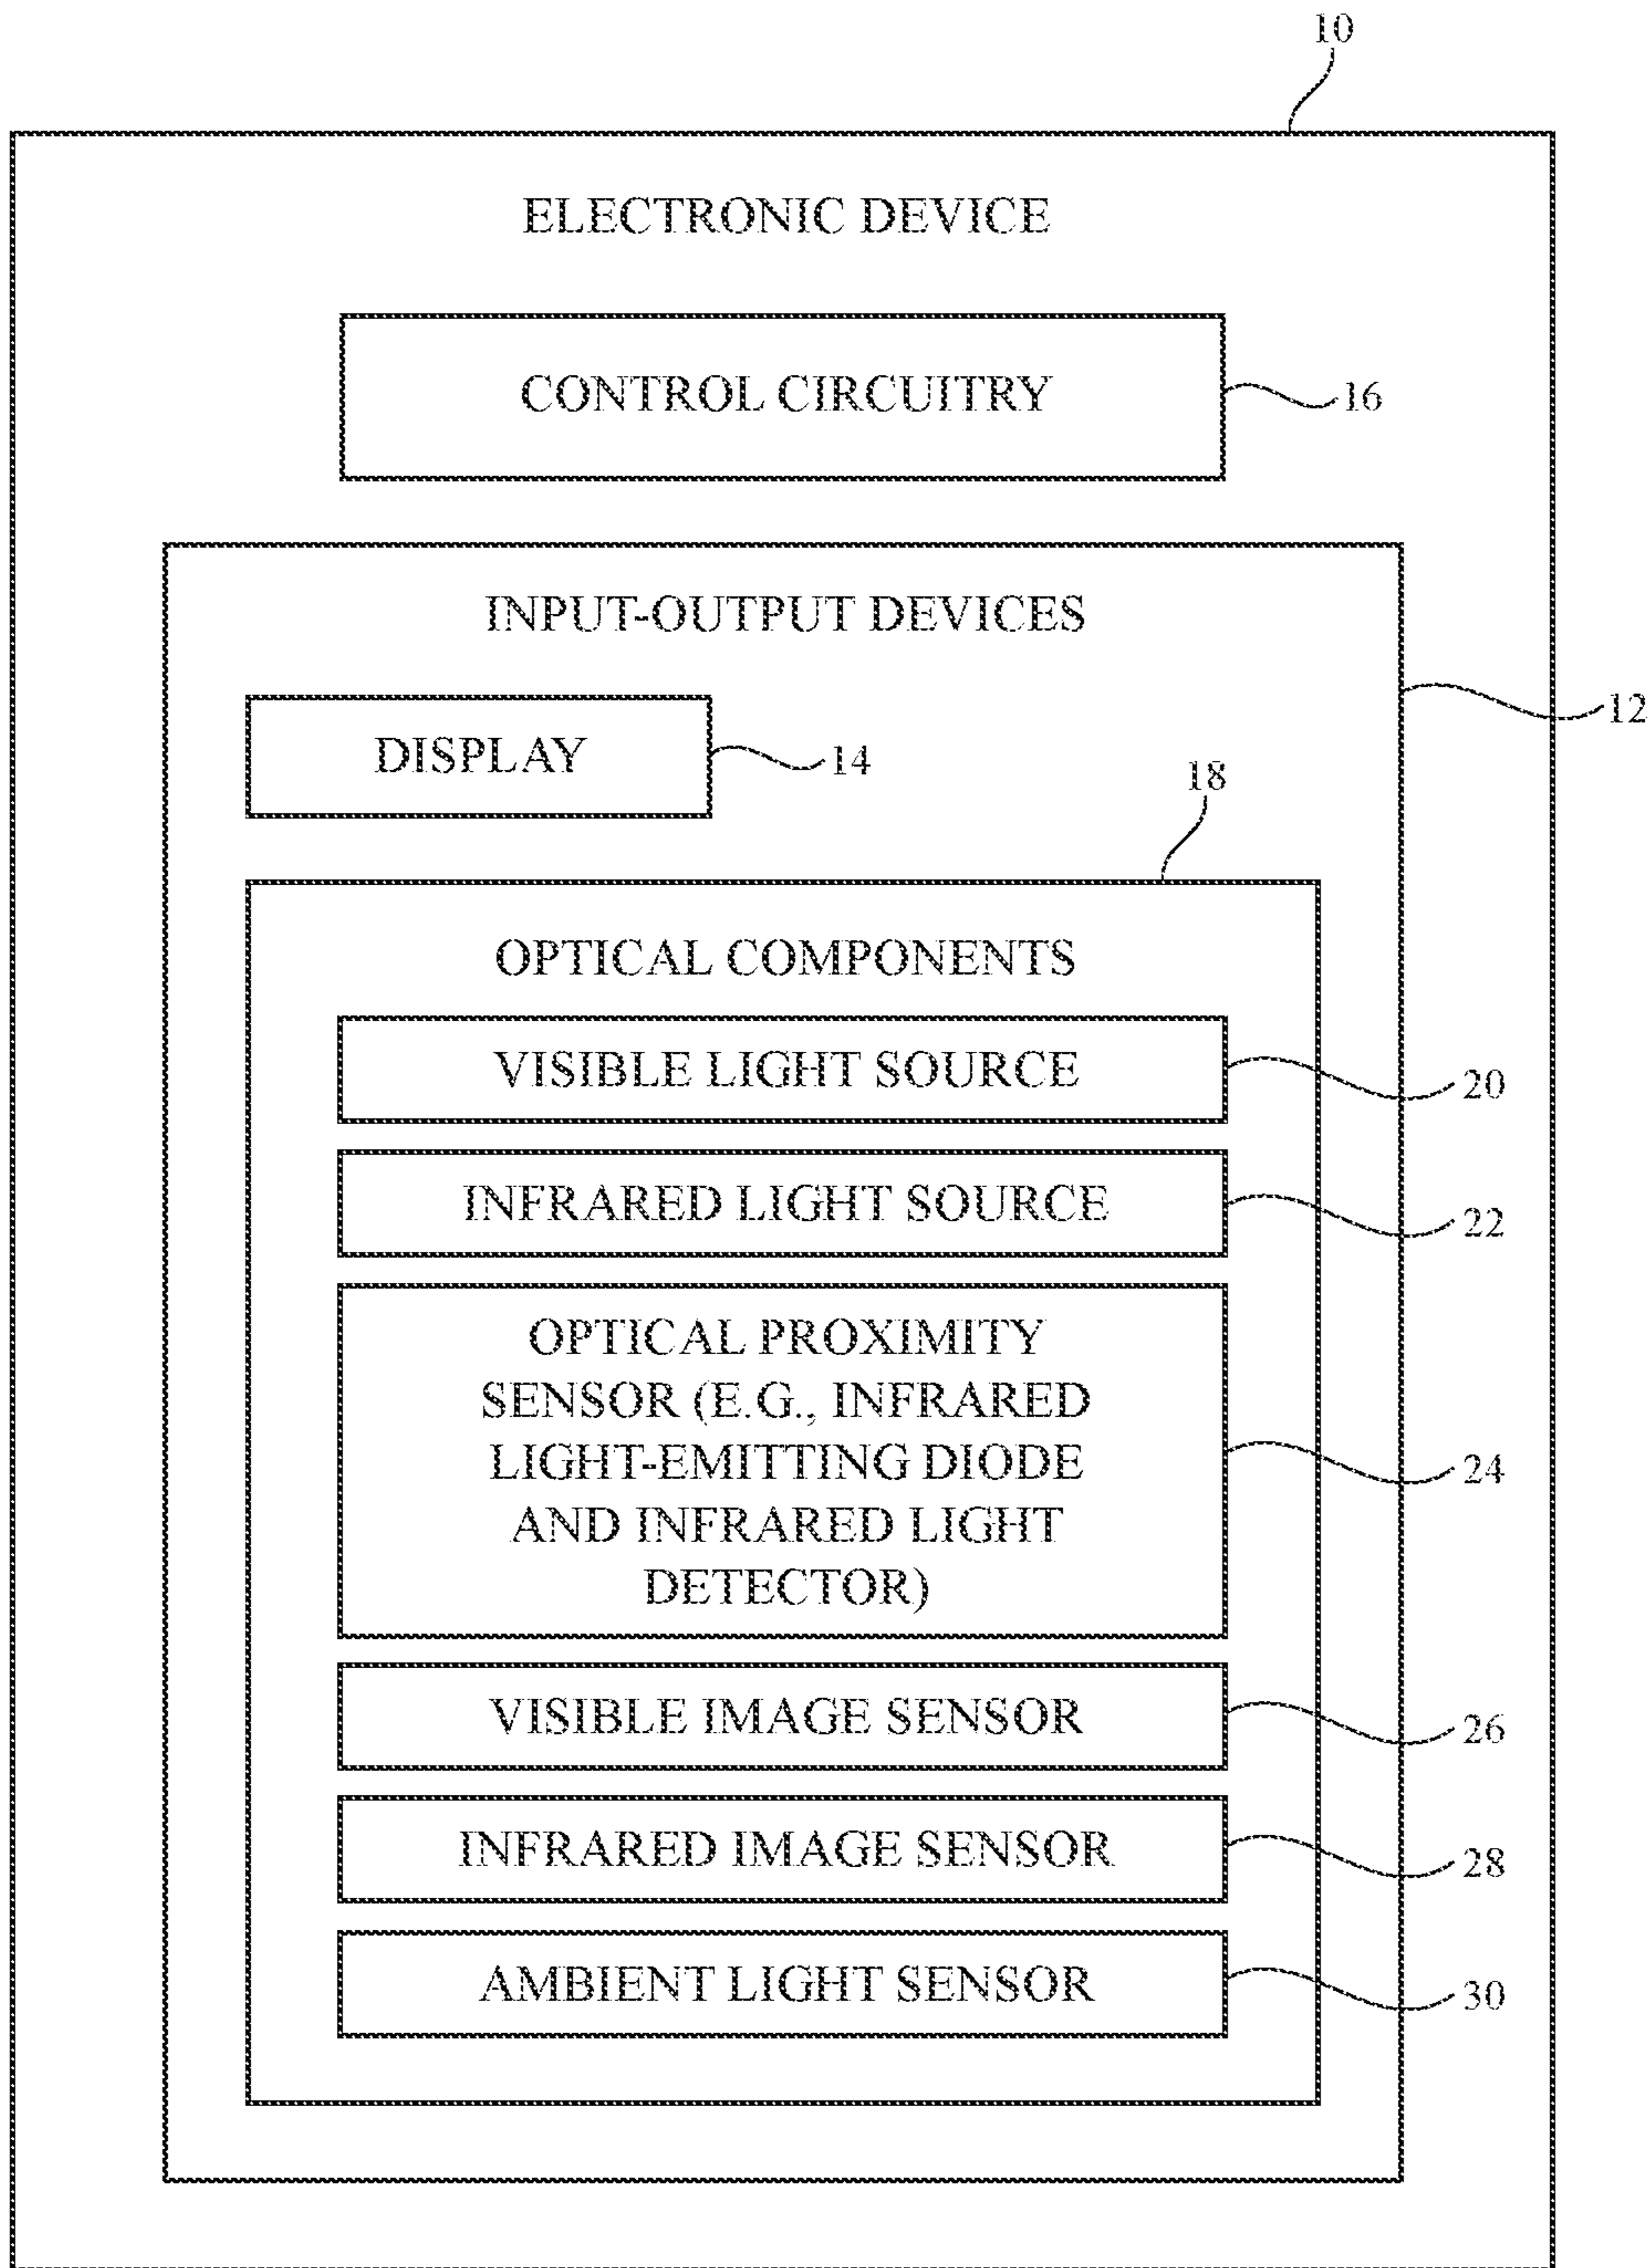 10
ELECTRONIC DEVICE
CONTROL CIRCUITRY
16
INPUT-OUTPUT DEVICES
12
DISPLAY
14
18
OPTICAL COMPONENTS
VISIBLE LIGHT SOURCE
20
INFRARED LIGHT SOURCE
22
OPTICAL PROXIMITY
SENSOR (E.G., INFRARED
LIGHT-EMITTING DIODE
AND INFRARED LIGHT
DETECTOR)
24
VISIBLE IMAGE SENSOR
26
INFRARED IMAGE SENSOR
28
AMBIENT LIGHT SENSOR
30